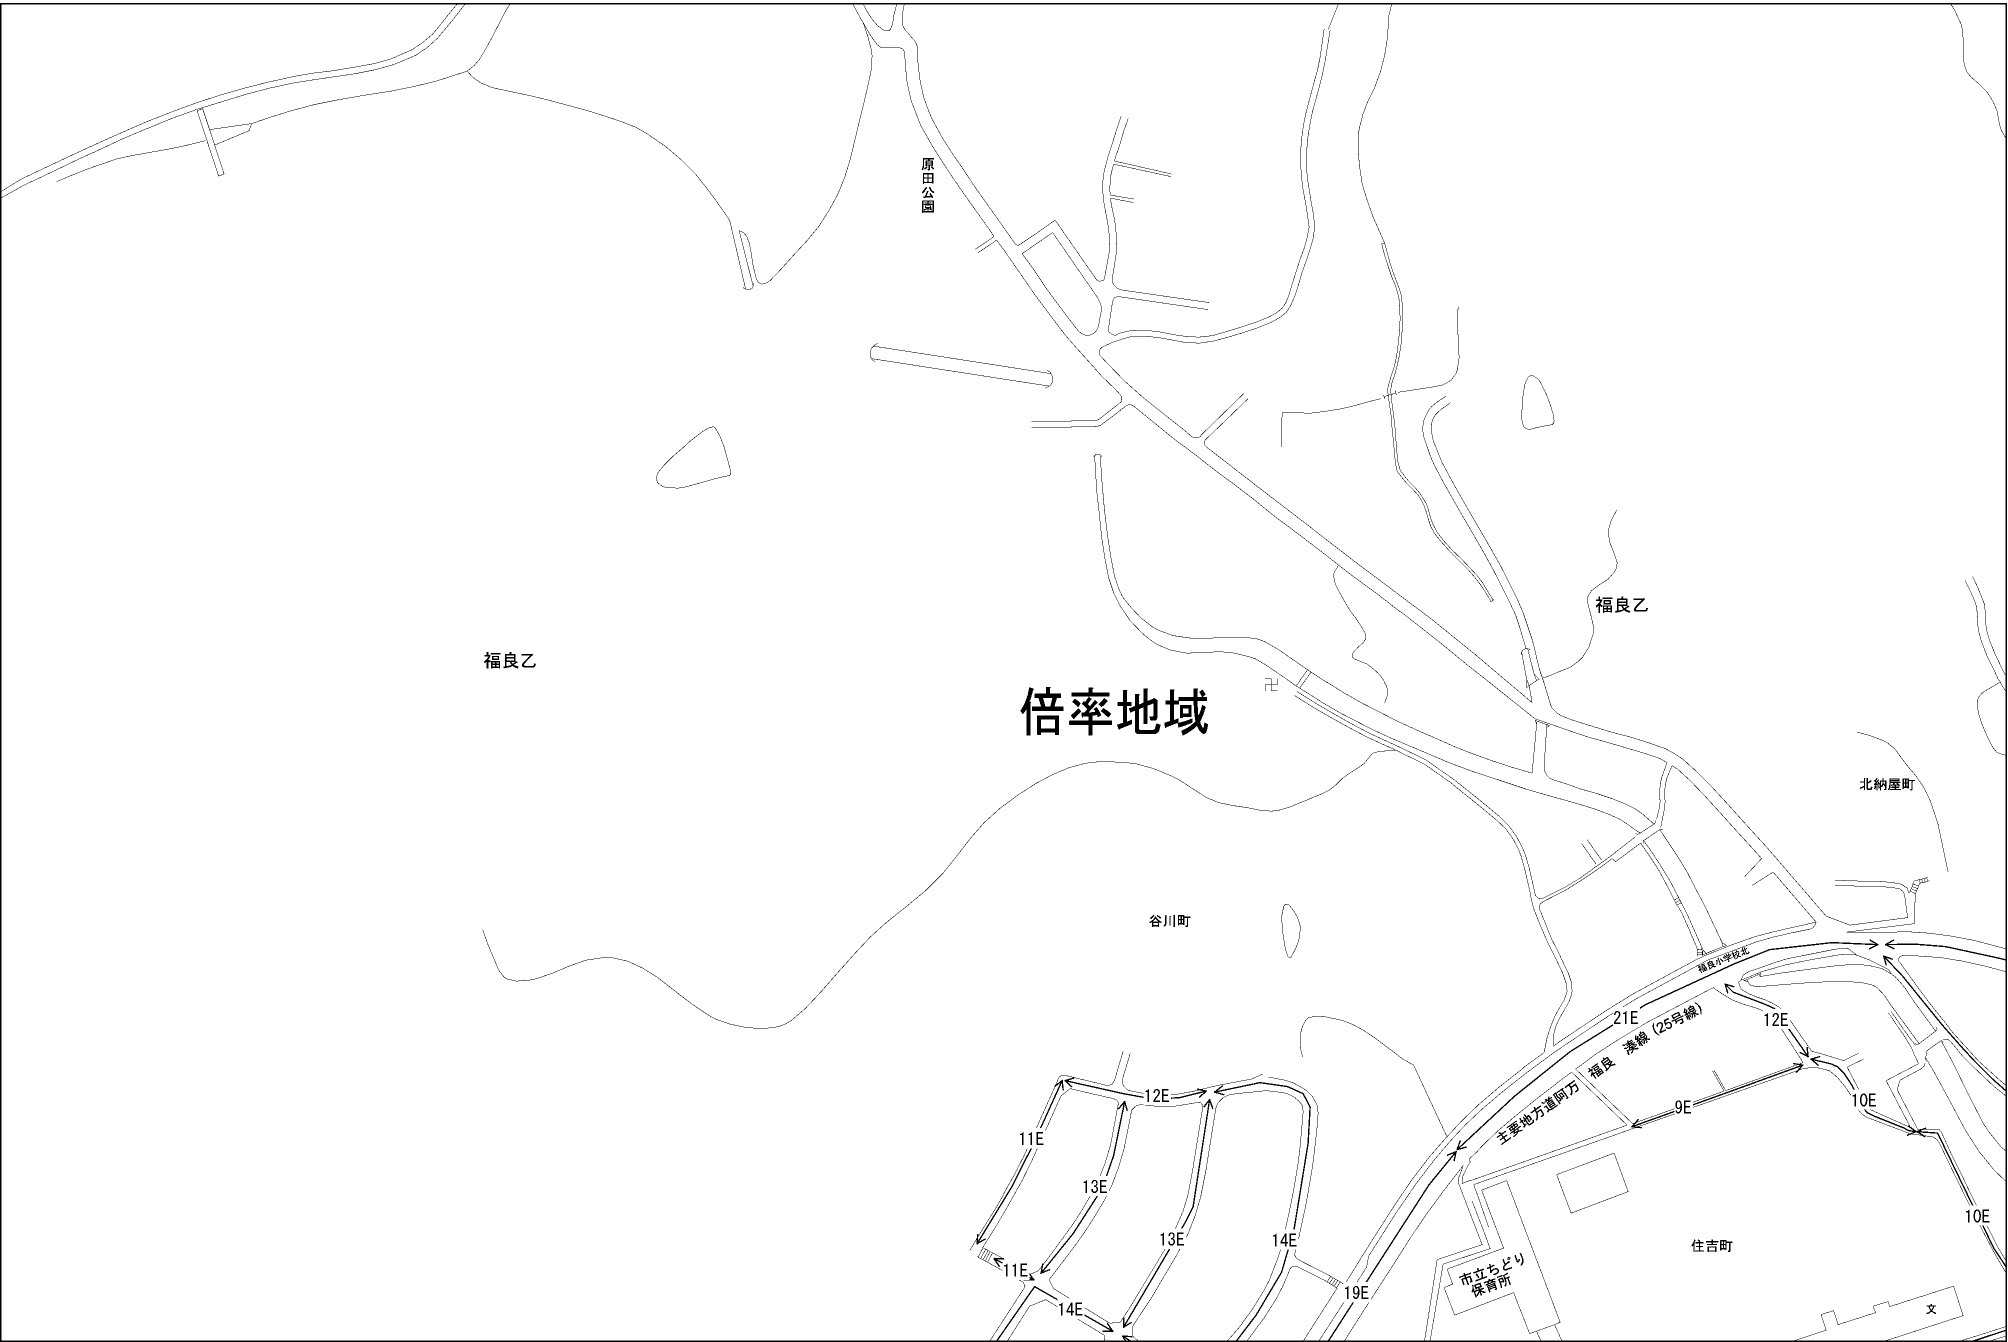 原田公園
福良乙
福良乙
倍率地域
卍
北納屋町
谷川町
福良小学校北
21E
12E
主要地方道阿万　福良　湊線（25号線）
12E
9E
10E
11E
13E
13E
14E
10E
住吉町
11E
市立ちどり
保育所
19E
14E
文